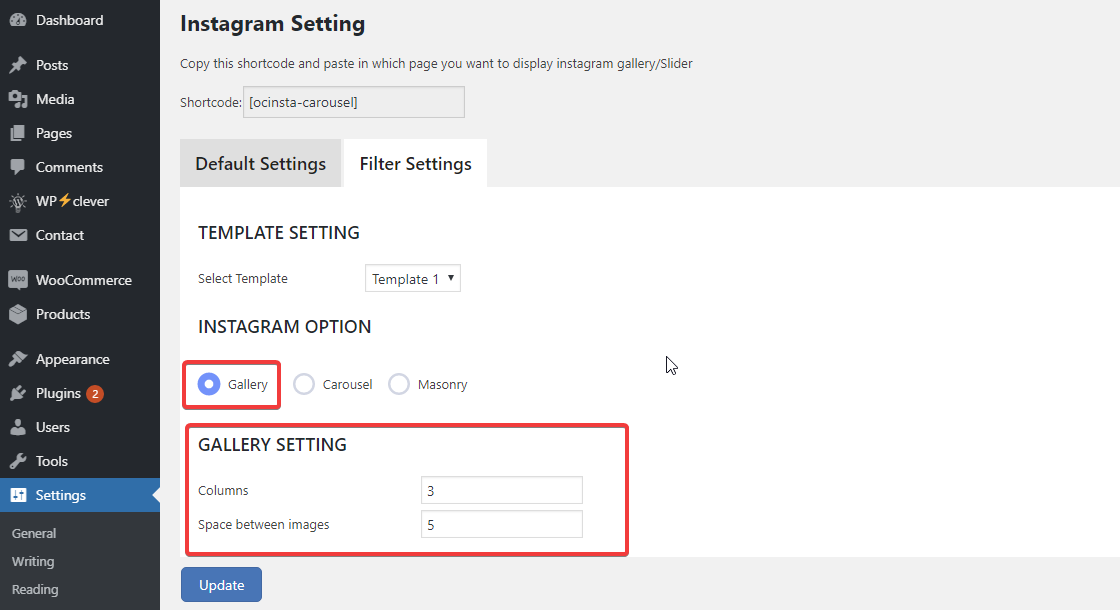 Dashboard
Posts
Media
Pages
Comments
WP⚡clever
Contact
WOO WooCommerce
Products
Appearance
Plugins 2
Users
Tools
Settings
General
Writing
Reading
Instagram Setting
Copy this shortcode and paste in which page you want to display instagram gallery/Slider
Shortcode: [ocinsta-carousel]
Default Settings Filter Settings
TEMPLATE SETTING
Select Template Template 1
INSTAGRAM OPTION
Gallery Carousel Masonry
GALLERY SETTING
Columns 3
Space between images 5
Update